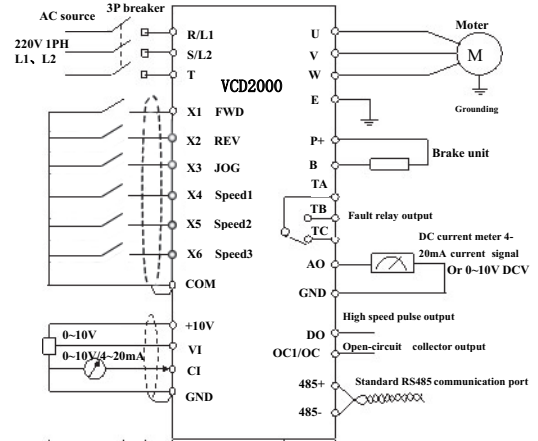 3P breaker
AC source
220V 1PH
L1、L2
R/L1
S/L2
T
VCD2000
X1 FWD
X2 REV
X3 JOG
X4 Speed1
X5 Speed2
X6 Speed3
COM
+10V
0~10V
VI
0~10V/4~20mA
CI
GND
U
V
W
E
Moter
M
Grounding
P+
B
Brake unit
TA
TB
TC
Fault relay output
DC current meter 4-
20mA current signal
Or 0~10V DCV
AO
GND
High speed pulse output
DO
OC1/OC
Open-circuit collector output
485+
Standard RS485 communication port
485-